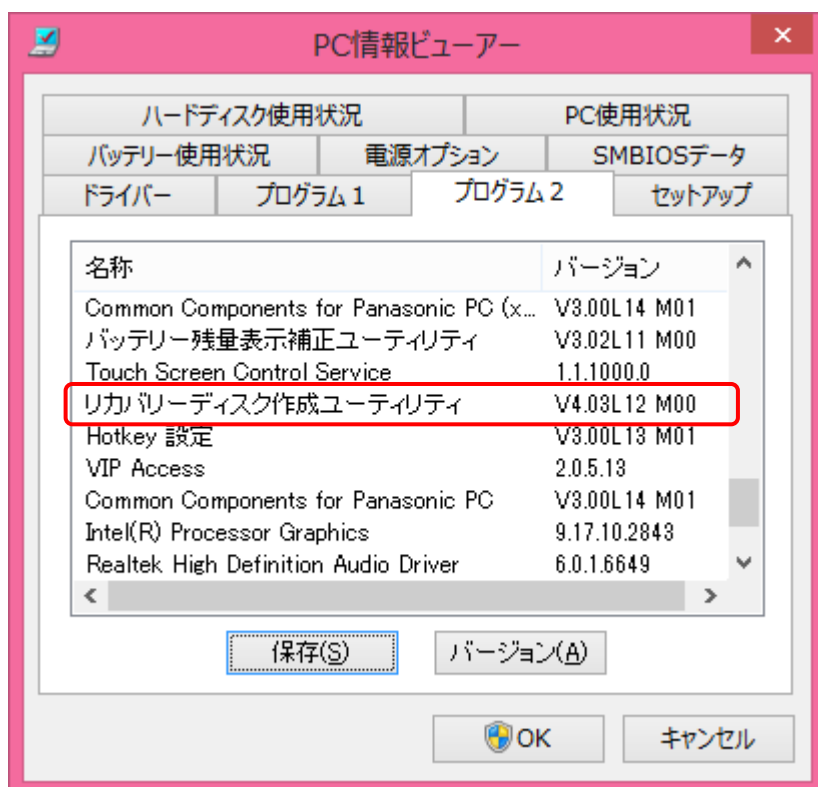 PC情報ビューアー
ハードディスク使用状況 PC使用状況
バッテリー使用状況 電源オプション SMBIOSデータ
ドライバー プログラム1 プログラム2 セットアップ
名称 バージョン
Common Components for Panasonic PC (x... V3.00L14 M01
バッテリー残量表示補正ユーティリティ V3.02L11 M00
Touch Screen Control Service 1.1.1000.0
リカバリーディスク作成ユーティリティ V4.03L12 M00
Hotkey 設定 V3.00L13 M01
VIP Access 2.0.5.13
Common Components for Panasonic PC V3.00L14 M01
Intel(R) Processor Graphics 9.17.10.2843
Realtek High Definition Audio Driver 6.0.1.6649
保存(S) バージョン(A)
OK キャンセル